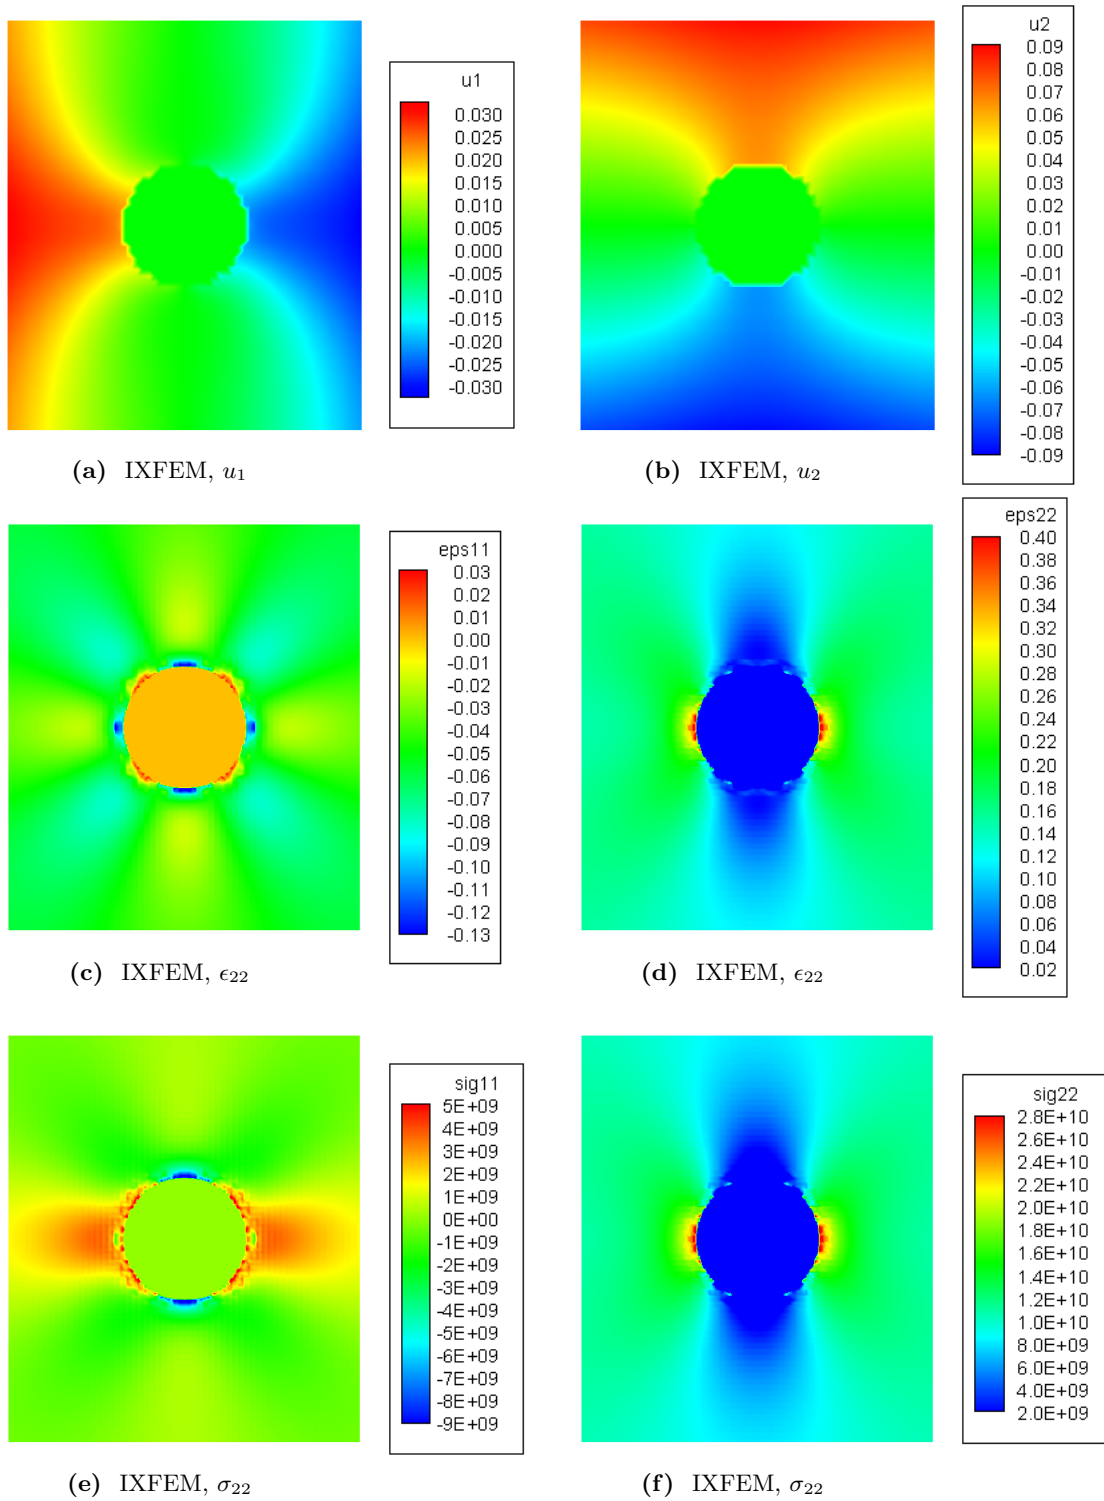 u1
0.030
0.025
0.020
0.015
0.010
0.005
0.000
-0.005
-0.010
-0.015
-0.020
-0.025
-0.030
u2
0.09
0.08
0.07
0.06
0.05
0.04
0.03
0.02
0.01
0.00
-0.01
-0.02
-0.03
-0.04
-0.05
-0.06
-0.07
-0.08
-0.09
(a) IXFEM, u₁
(b) IXFEM, u₂
eps11
0.03
0.02
0.01
0.00
-0.01
-0.02
-0.03
-0.04
-0.05
-0.06
-0.07
-0.08
-0.09
-0.10
-0.11
-0.12
-0.13
eps22
0.40
0.38
0.36
0.34
0.32
0.30
0.28
0.26
0.24
0.22
0.20
0.18
0.16
0.14
0.12
0.10
0.08
0.06
0.04
0.02
(c) IXFEM, ϵ₂₂
(d) IXFEM, ϵ₂₂
sig11
5E+09
4E+09
3E+09
2E+09
1E+09
0E+00
-1E+09
-2E+09
-3E+09
-4E+09
-5E+09
-6E+09
-7E+09
-8E+09
-9E+09
sig22
2.8E+10
2.6E+10
2.4E+10
2.2E+10
2.0E+10
1.8E+10
1.6E+10
1.4E+10
1.2E+10
1.0E+10
8.0E+09
6.0E+09
4.0E+09
2.0E+09
(e) IXFEM, σ₂₂
(f) IXFEM, σ₂₂